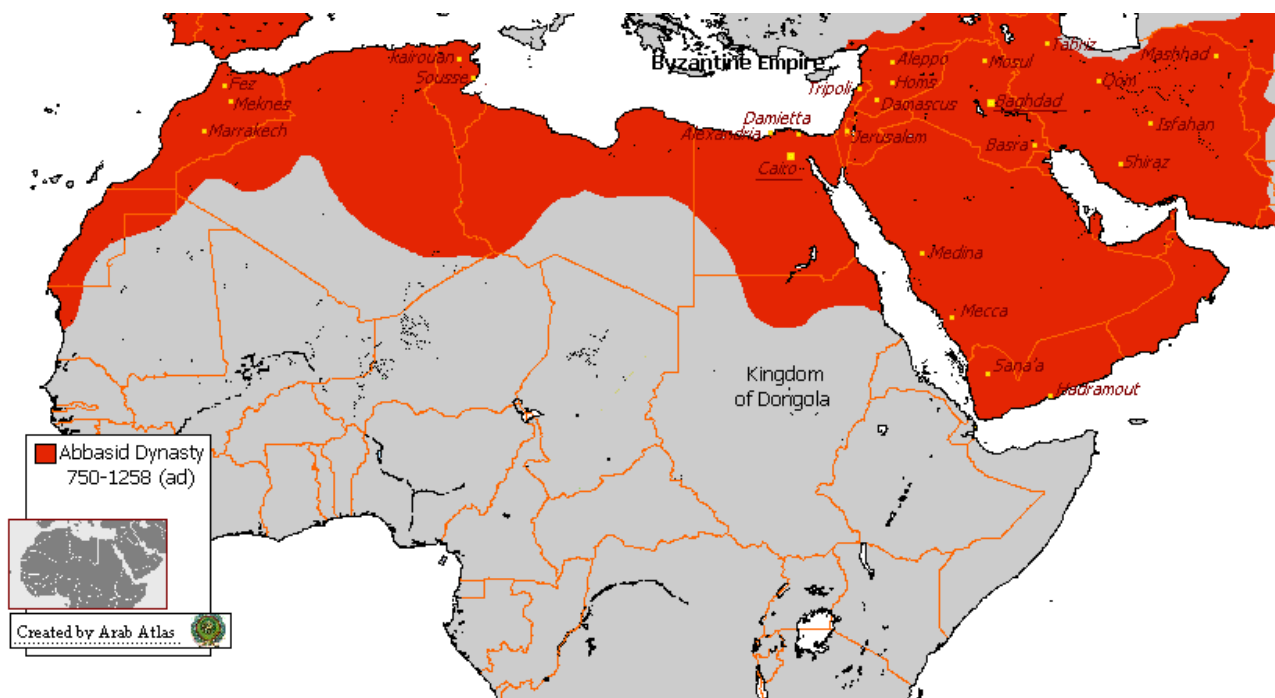 Byzantine Empire
Tabriz
Mashhad
kairouan
Aleppo
Mosul
Sousse
Fez
Tripoli
Homs
Qom
Meknes
Damascus
Baghdad
Marrakech
Damietta
Alexandria
Jerusalem
Basra
Isfahan
Cairo
Shiraz
Medina
Mecca
Sana'a
Hadramout
Kingdom
of Dongola
Abbasid Dynasty
750-1258 (ad)
Created by Arab Atlas